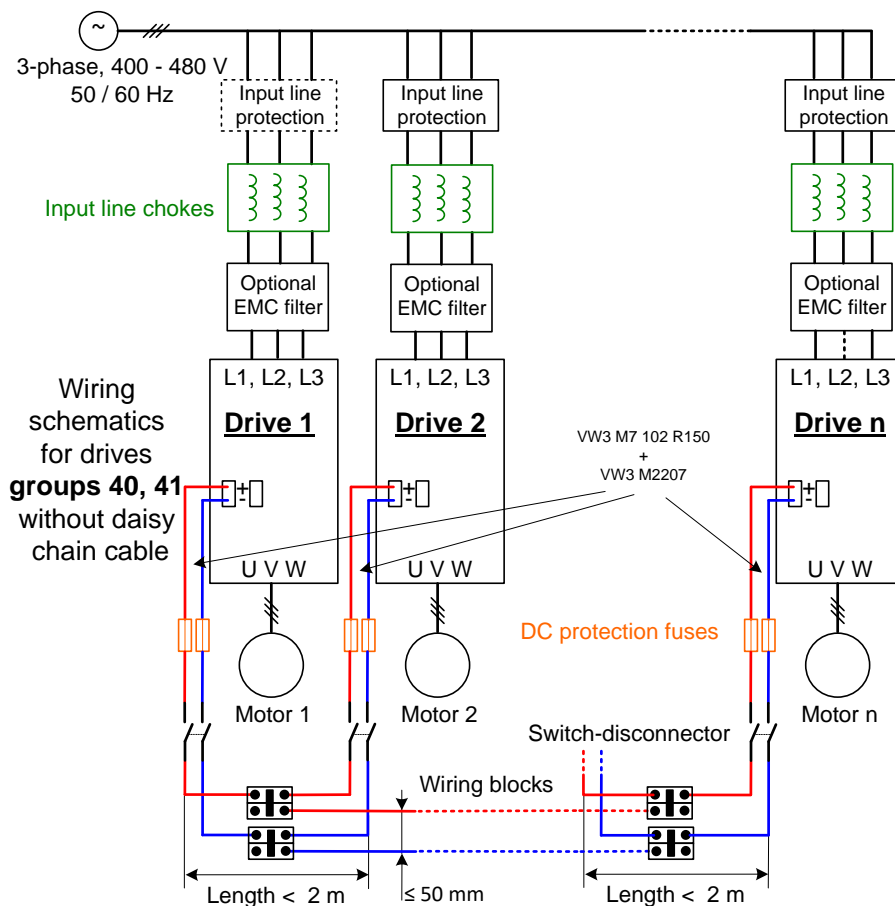 ~
3-phase, 400 - 480 V
50 / 60 Hz
Input line
protection
Input line
protection
Input line
protection
Input line chokes
Optional
EMC filter
Optional
EMC filter
Optional
EMC filter
L1, L2, L3
L1, L2, L3
L1, L2, L3
Wiring
schematics
for drives
groups 40, 41
without daisy
chain cable
Drive 1
Drive 2
Drive n
VW3 M7 102 R150
+
VW3 M2207
+
-
+
-
+
-
U V W
U V W
U V W
DC protection fuses
Motor 1
Motor 2
Motor n
Switch-disconnector
Wiring blocks
Length < 2 m
≤ 50 mm
Length < 2 m